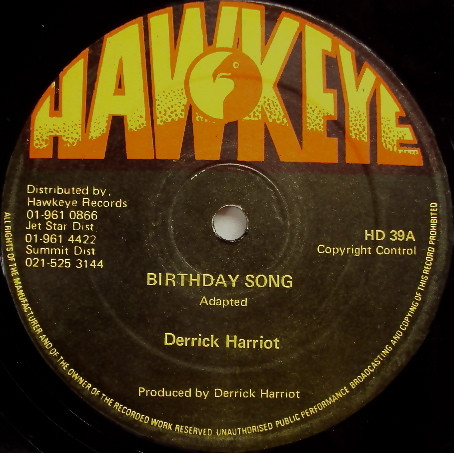 HAWKEYE
Distributed by,
Hawkeye Records
01-961 0866
Jet Star Dist
01-961 4422
Summit Dist
021-525 3144
HD 39A
Copyright Control
BIRTHDAY SONG
Adapted
Derrick Harriot
Produced by Derrick Harriot
ALL RIGHTS OF THE MANUFACTURER AND OF THE OWNER OF THE RECORDED WORK RESERVED UNAUTHORISED PUBLIC PERFORMANCE BROADCASTING AND COPYING OF THIS RECORD PROHIBITED